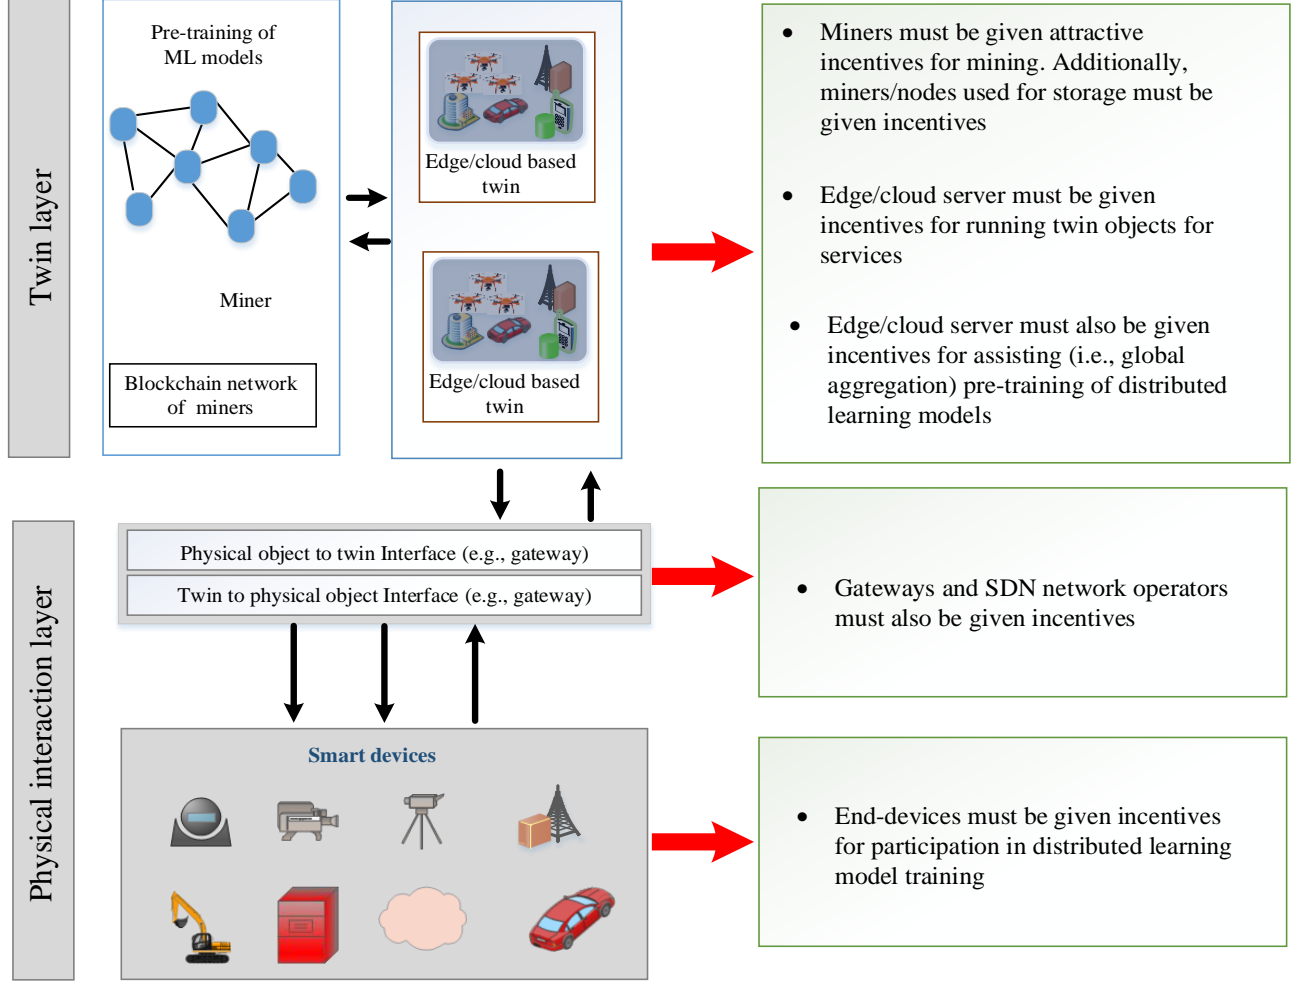 Twin layer
Pre-training of
ML models
Miner
Blockchain network
of miners
Edge/cloud based
twin
Edge/cloud based
twin
• Miners must be given attractive
incentives for mining. Additionally,
miners/nodes used for storage must be
given incentives
• Edge/cloud server must be given
incentives for running twin objects for
services
• Edge/cloud server must also be given
incentives for assisting (i.e., global
aggregation) pre-training of distributed
learning models
Physical interaction layer
Physical object to twin Interface (e.g., gateway)
Twin to physical object Interface (e.g., gateway)
• Gateways and SDN network operators
must also be given incentives
Smart devices
• End-devices must be given incentives
for participation in distributed learning
model training